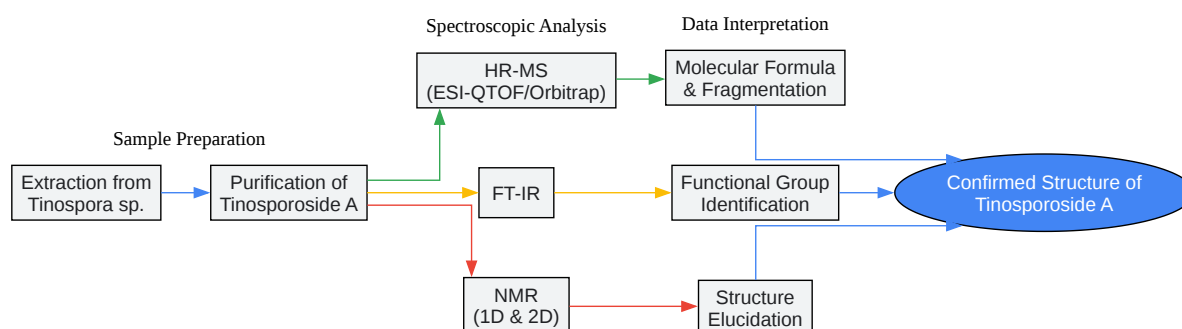 Spectroscopic Analysis
Data Interpretation
HR-MS
(ESI-QTOF/Orbitrap)
Molecular Formula
& Fragmentation
Sample Preparation
Extraction from
Tinospora sp.
Purification of
Tinosporoside A
FT-IR
Functional Group
Identification
Confirmed Structure of
Tinosporoside A
NMR
(1D & 2D)
Structure
Elucidation